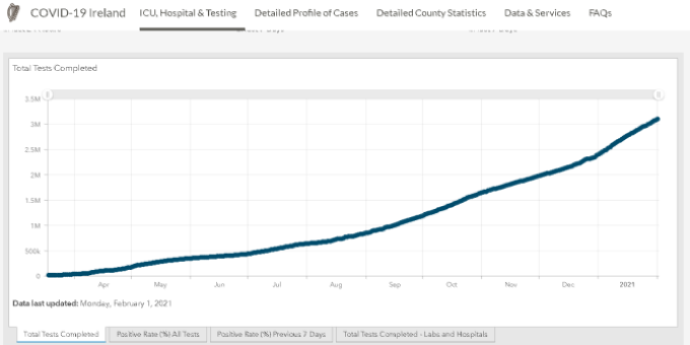 COVID-19 Ireland ICU, Hospital & Testing Detailed Profile of Cases Detailed County Statistics Data & Services FAQs
Total Tests Completed
3.5M
3M
2.5M
2M
1.5M
1M
500k
0
Apr May Jun Jul Aug Sep Oct Nov Dec 2021
Data last updated: Monday, February 1, 2021
Total Tests Completed Positive Rate (%) All Tests Positive Rate (%) Previous 7 Days Total Tests Completed - Labs and Hospitals